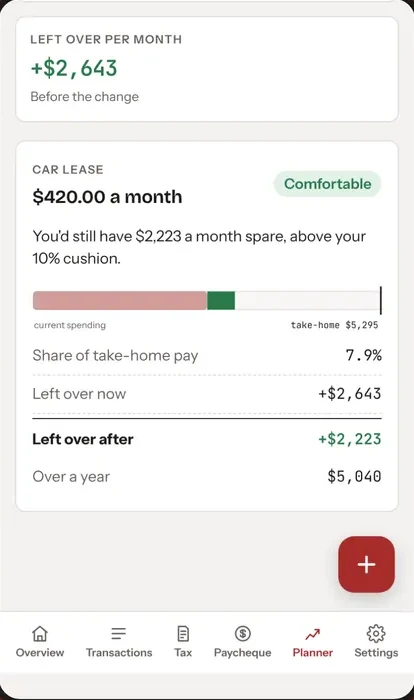 LEFT OVER PER MONTH
+$2,643
Before the change
CAR LEASE
$420.00 a month
Comfortable
You'd still have $2,223 a month spare, above your
10% cushion.
current spending
take-home $5,295
Share of take-home pay 7.9%
Left over now +$2,643
Left over after +$2,223
Over a year $5,040
+
Overview Transactions Tax Paycheque Planner Settings